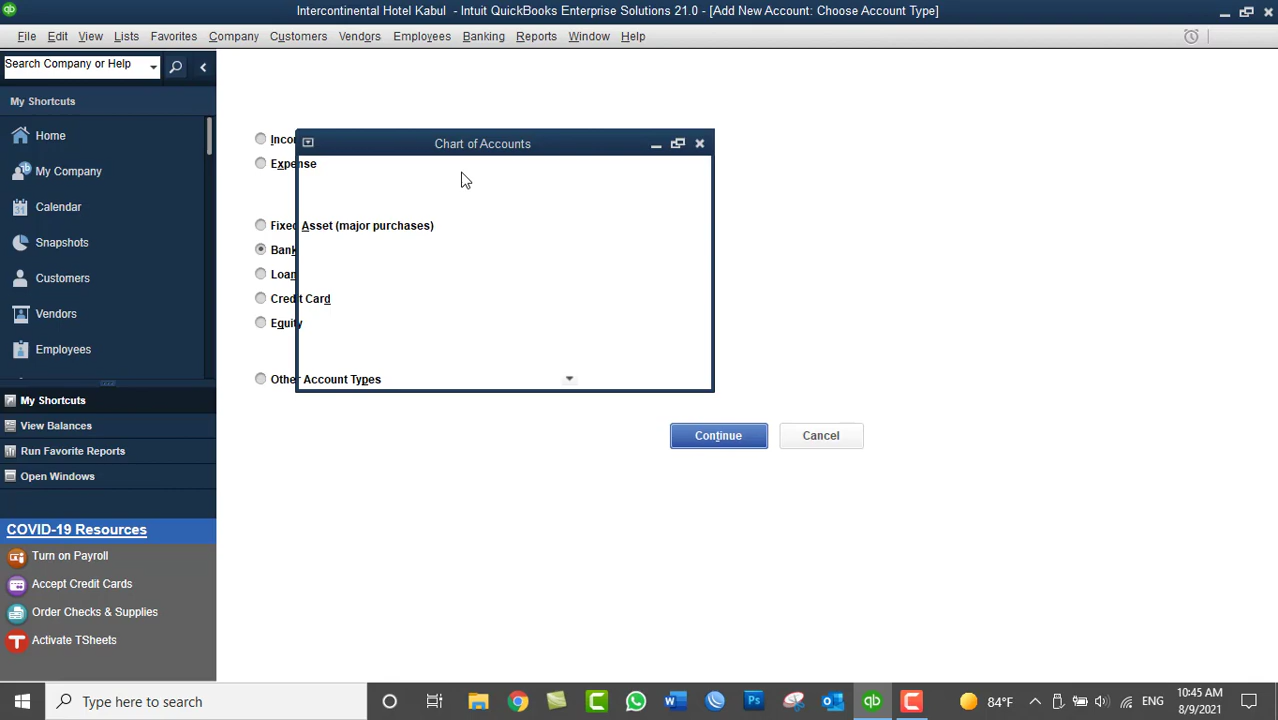 Intercontinental Hotel Kabul - Intuit QuickBooks Enterprise Solutions 21.0 - [Add New Account: Choose Account Type]
File Edit View Lists Favorites Company Customers Vendors Employees Banking Reports Window Help
Search Company or Help
My Shortcuts
Home
My Company
Calendar
Snapshots
Customers
Vendors
Employees
My Shortcuts
View Balances
Run Favorite Reports
Open Windows
COVID-19 Resources
Turn on Payroll
Accept Credit Cards
Order Checks & Supplies
Activate TSheets
Chart of Accounts
Expense
Fixed Asset (major purchases)
Bank
Loan
Credit Card
Equity
Other Account Types
Continue Cancel
Type here to search
84°F ENG
10:45 AM
8/9/2021